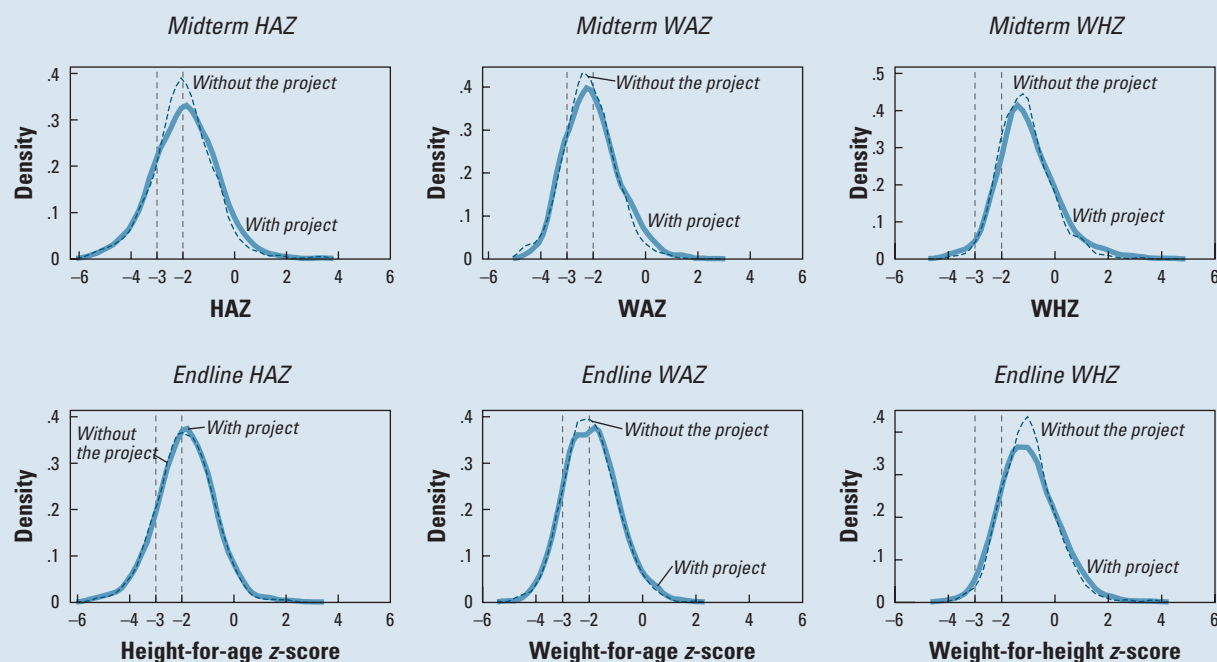 Midterm HAZ
Density
.4
.3
.2
.1
0
Without the project
With project
–6 –4 –3 –2 0 2 4 6
HAZ
Midterm WAZ
Density
.4
.3
.2
.1
0
Without the project
With project
–6 –4 –3 –2 0 2 4 6
WAZ
Midterm WHZ
Density
.5
.4
.3
.2
.1
0
Without the project
With project
–6 –4 –3 –2 0 2 4 6
WHZ
Endline HAZ
Density
.4
.3
.2
.1
0
Without
the project
With project
–6 –4 –3 –2 0 2 4 6
Height-for-age z-score
Endline WAZ
Density
.4
.3
.2
.1
0
Without the project
With project
–6 –4 –3 –2 0 2 4 6
Weight-for-age z-score
Endline WHZ
Density
.4
.3
.2
.1
0
Without the project
With project
–6 –4 –3 –2 0 2 4 6
Weight-for-height z-score